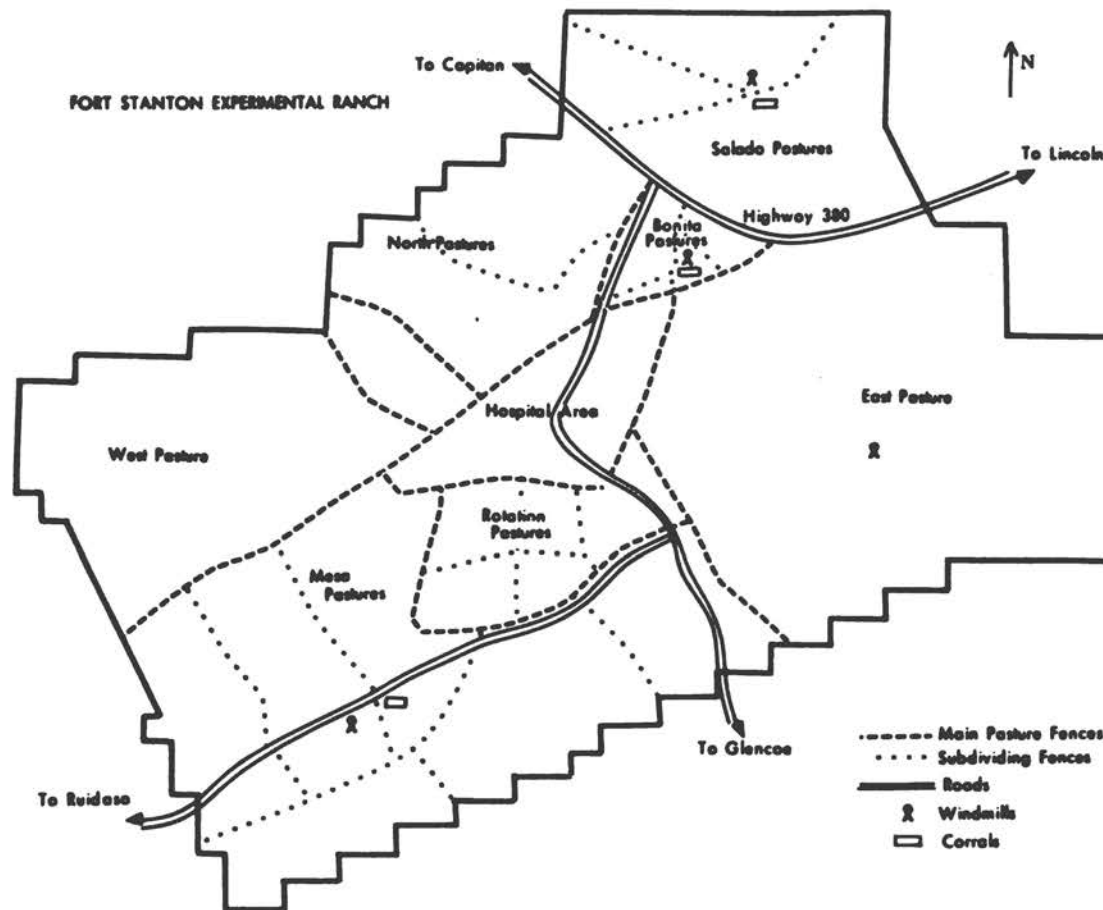 To Capitan
N
FORT STANTON EXPERIMENTAL RANCH
Salado Pastures
To Lincoln
Highway 380
Bonita
Pastures
North Pastures
Hospital Area
East Pasture
West Pasture
Rotation
Pastures
Mesa
Pastures
To Glencoe
Main Pasture Fences
Subdividing Fences
Roads
To Ruidoso
Windmills
Corrals